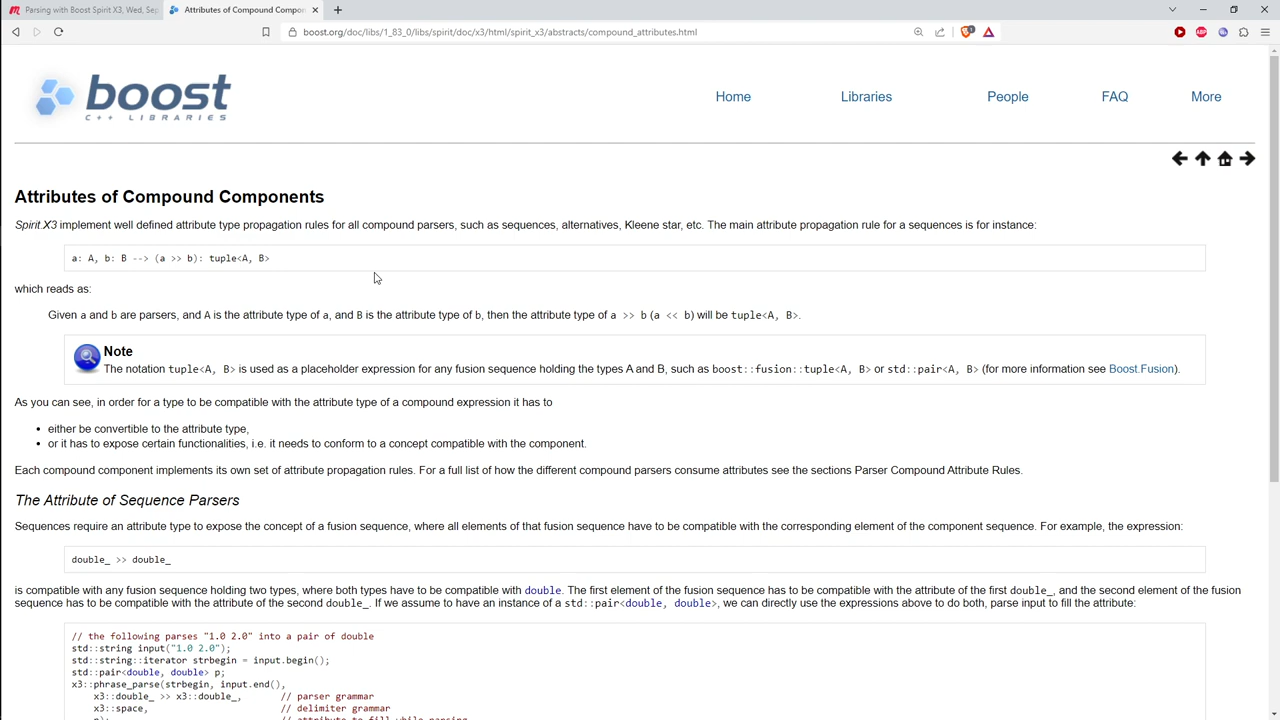 Parsing with Boost Spirit X3, Wed, Sep
Attributes of Compound Compon
boost.org/doc/libs/1_83_0/libs/spirit/doc/x3/html/spirit_x3/abstracts/compound_attributes.html
boost
C++ LIBRARIES
Home
Libraries
People
FAQ
More
Attributes of Compound Components
Spirit.X3 implement well defined attribute type propagation rules for all compound parsers, such as sequences, alternatives, Kleene star, etc. The main attribute propagation rule for a sequences is for instance:
a: A, b: B --> (a >> b): tuple<A, B>
which reads as:
Given a and b are parsers, and A is the attribute type of a, and B is the attribute type of b, then the attribute type of a >> b (a << b) will be tuple<A, B>.
Note
The notation tuple<A, B> is used as a placeholder expression for any fusion sequence holding the types A and B, such as boost::fusion::tuple<A, B> or std::pair<A, B> (for more information see Boost.Fusion).
As you can see, in order for a type to be compatible with the attribute type of a compound expression it has to
• either be convertible to the attribute type,
• or it has to expose certain functionalities, i.e. it needs to conform to a concept compatible with the component.
Each compound component implements its own set of attribute propagation rules. For a full list of how the different compound parsers consume attributes see the sections Parser Compound Attribute Rules.
The Attribute of Sequence Parsers
Sequences require an attribute type to expose the concept of a fusion sequence, where all elements of that fusion sequence have to be compatible with the corresponding element of the component sequence. For example, the expression:
double_ >> double_
is compatible with any fusion sequence holding two types, where both types have to be compatible with double. The first element of the fusion sequence has to be compatible with the attribute of the first double_, and the second element of the fusion
sequence has to be compatible with the attribute of the second double_. If we assume to have an instance of a std::pair<double, double>, we can directly use the expressions above to do both, parse input to fill the attribute:
// the following parses "1.0 2.0" into a pair of double
std::string input("1.0 2.0");
std::string::iterator strbegin = input.begin();
std::pair<double, double> p;
x3::phrase_parse(strbegin, input.end(),
x3::double_ >> x3::double_, // parser grammar
x3::space, // delimiter grammar
p); // attribute to fill while parsing